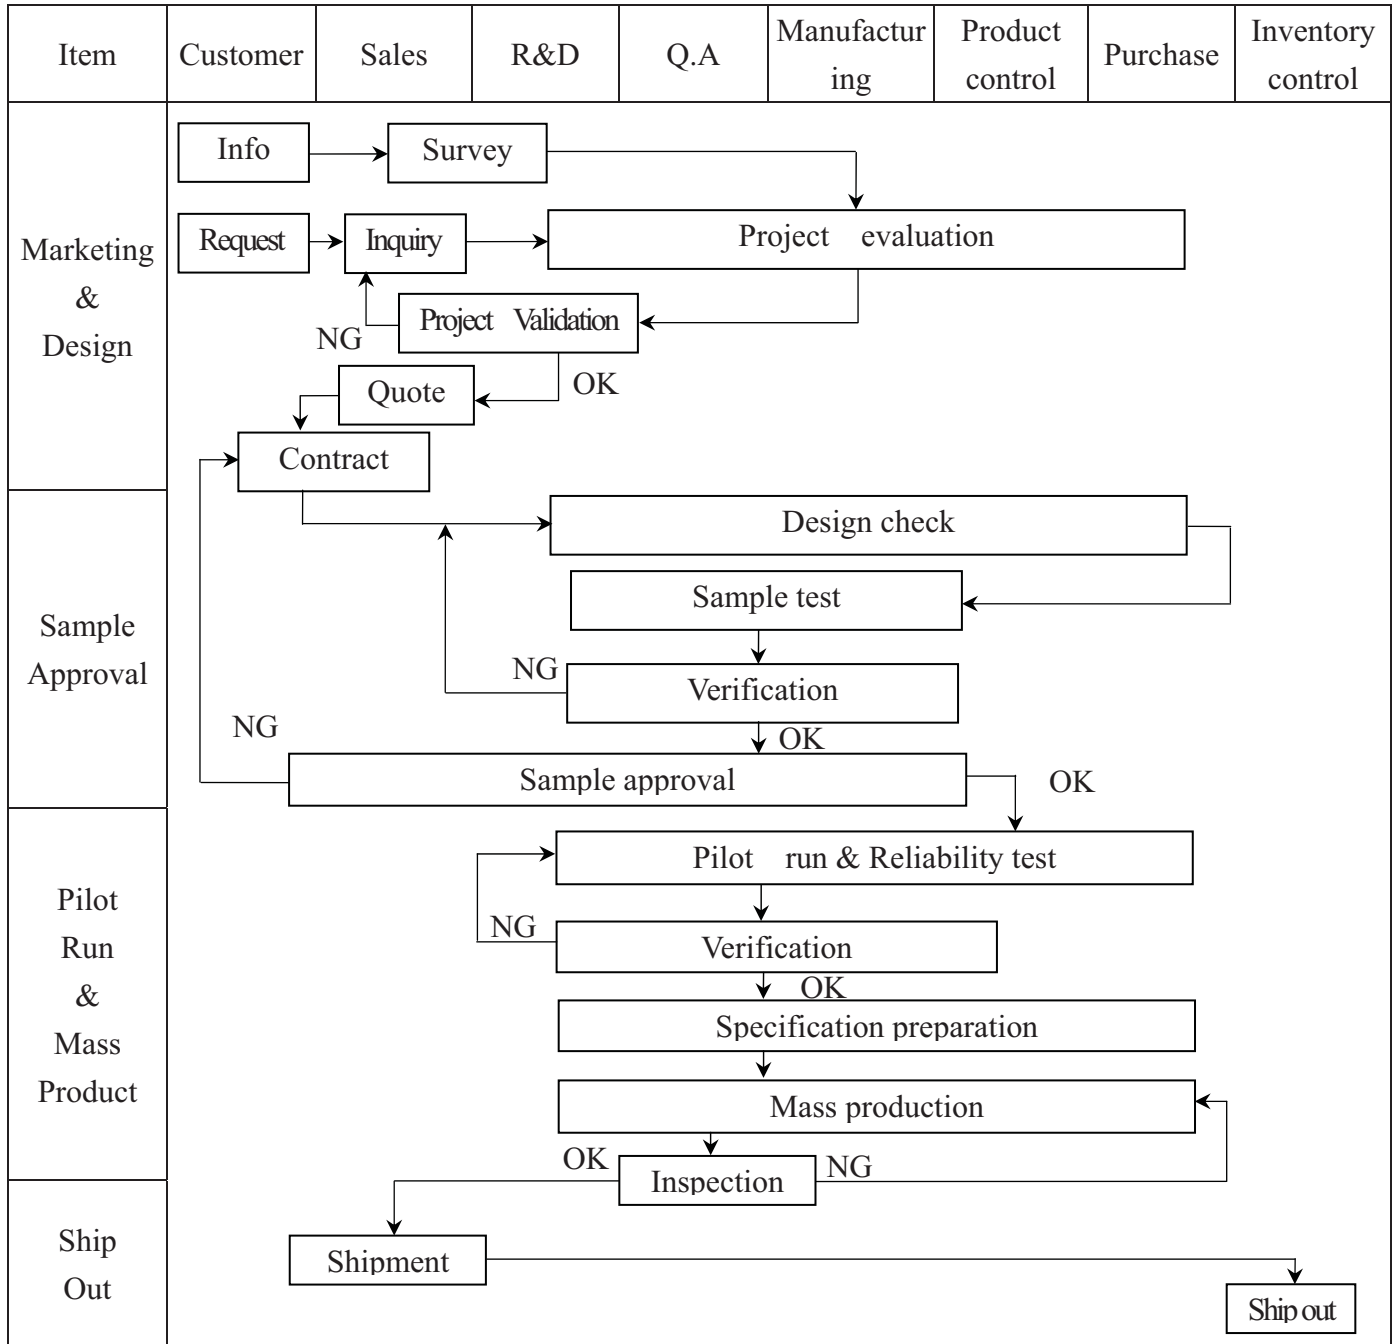 Item
Customer
Sales
R&D
Q.A
Manufactur
ing
Product
control
Purchase
Inventory
control
Marketing
&
Design
Info
Survey
Request
Inquiry
Project evaluation
Project Validation
NG
OK
Quote
Contract
Sample
Approval
Design check
Sample test
NG
Verification
NG
OK
Sample approval
OK
Pilot
Run
&
Mass
Product
Pilot run & Reliability test
NG
Verification
OK
Specification preparation
Mass production
OK
Inspection
NG
Ship
Out
Shipment
Ship out